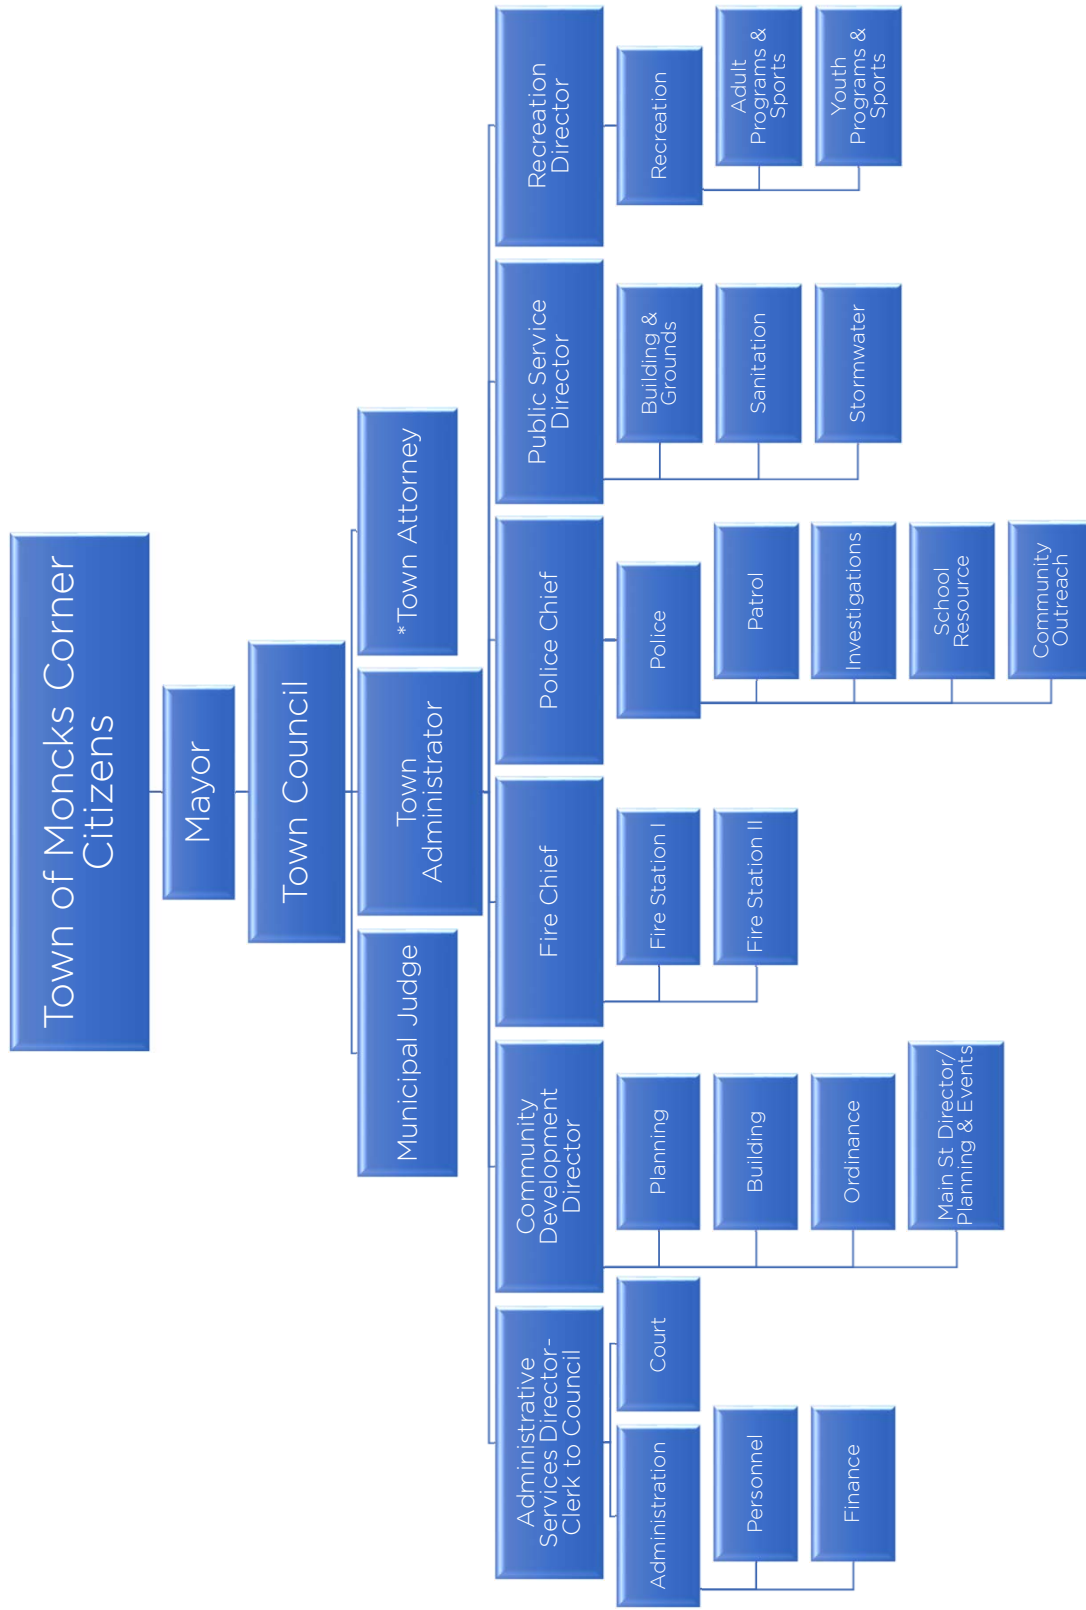 Town of Moncks Corner
Citizens
Mayor
Town Council
Municipal Judge
Town
Administrator
*Town Attorney
Administrative
Services Director-
Clerk to Council
Community
Development
Director
Fire Chief
Police Chief
Public Service
Director
Recreation
Director
Administration
Personnel
Finance
Court
Planning
Building
Ordinance
Main St Director/
Planning & Events
Fire Station I
Fire Station II
Police
Patrol
Investigations
School
Resource
Community
Outreach
Building &
Grounds
Sanitation
Stormwater
Recreation
Adult
Programs &
Sports
Youth
Programs &
Sports